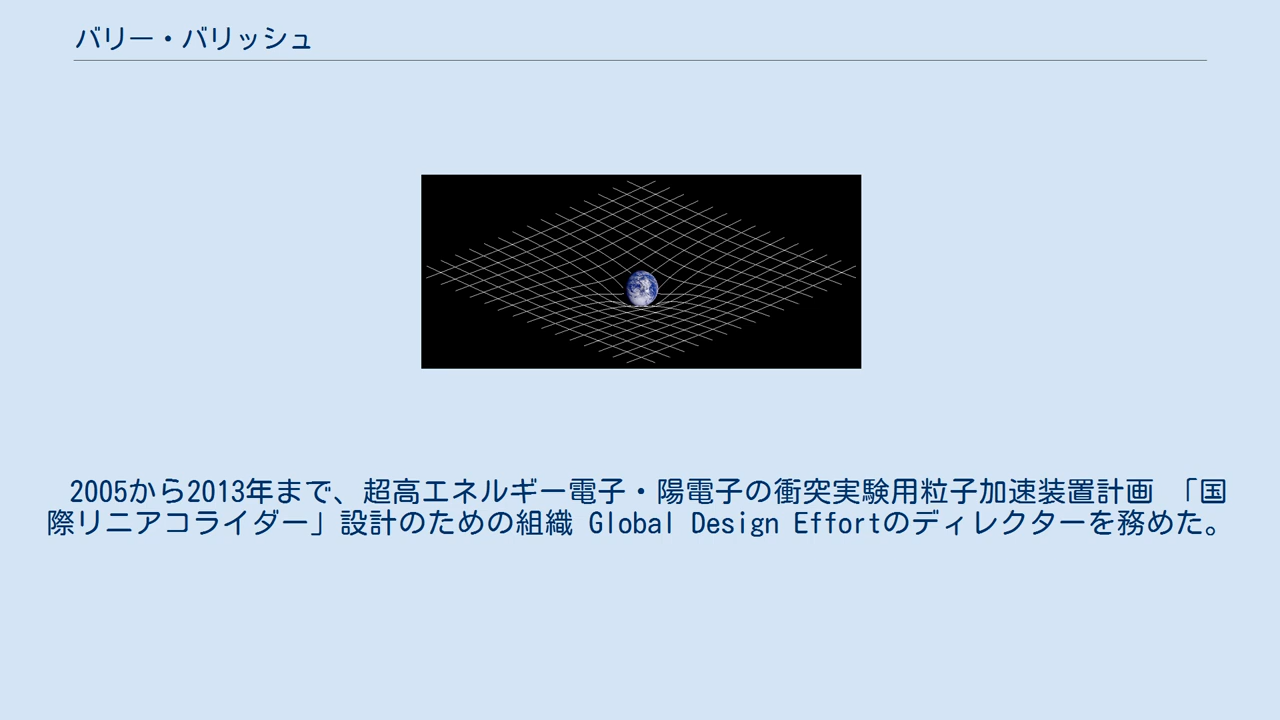 バリー・バリッシュ
2005から2013年まで、超高エネルギー電子・陽電子の衝突実験用粒子加速装置計画 「国
際リニアコライダー」設計のための組織 Global Design Effortのディレクターを務めた。